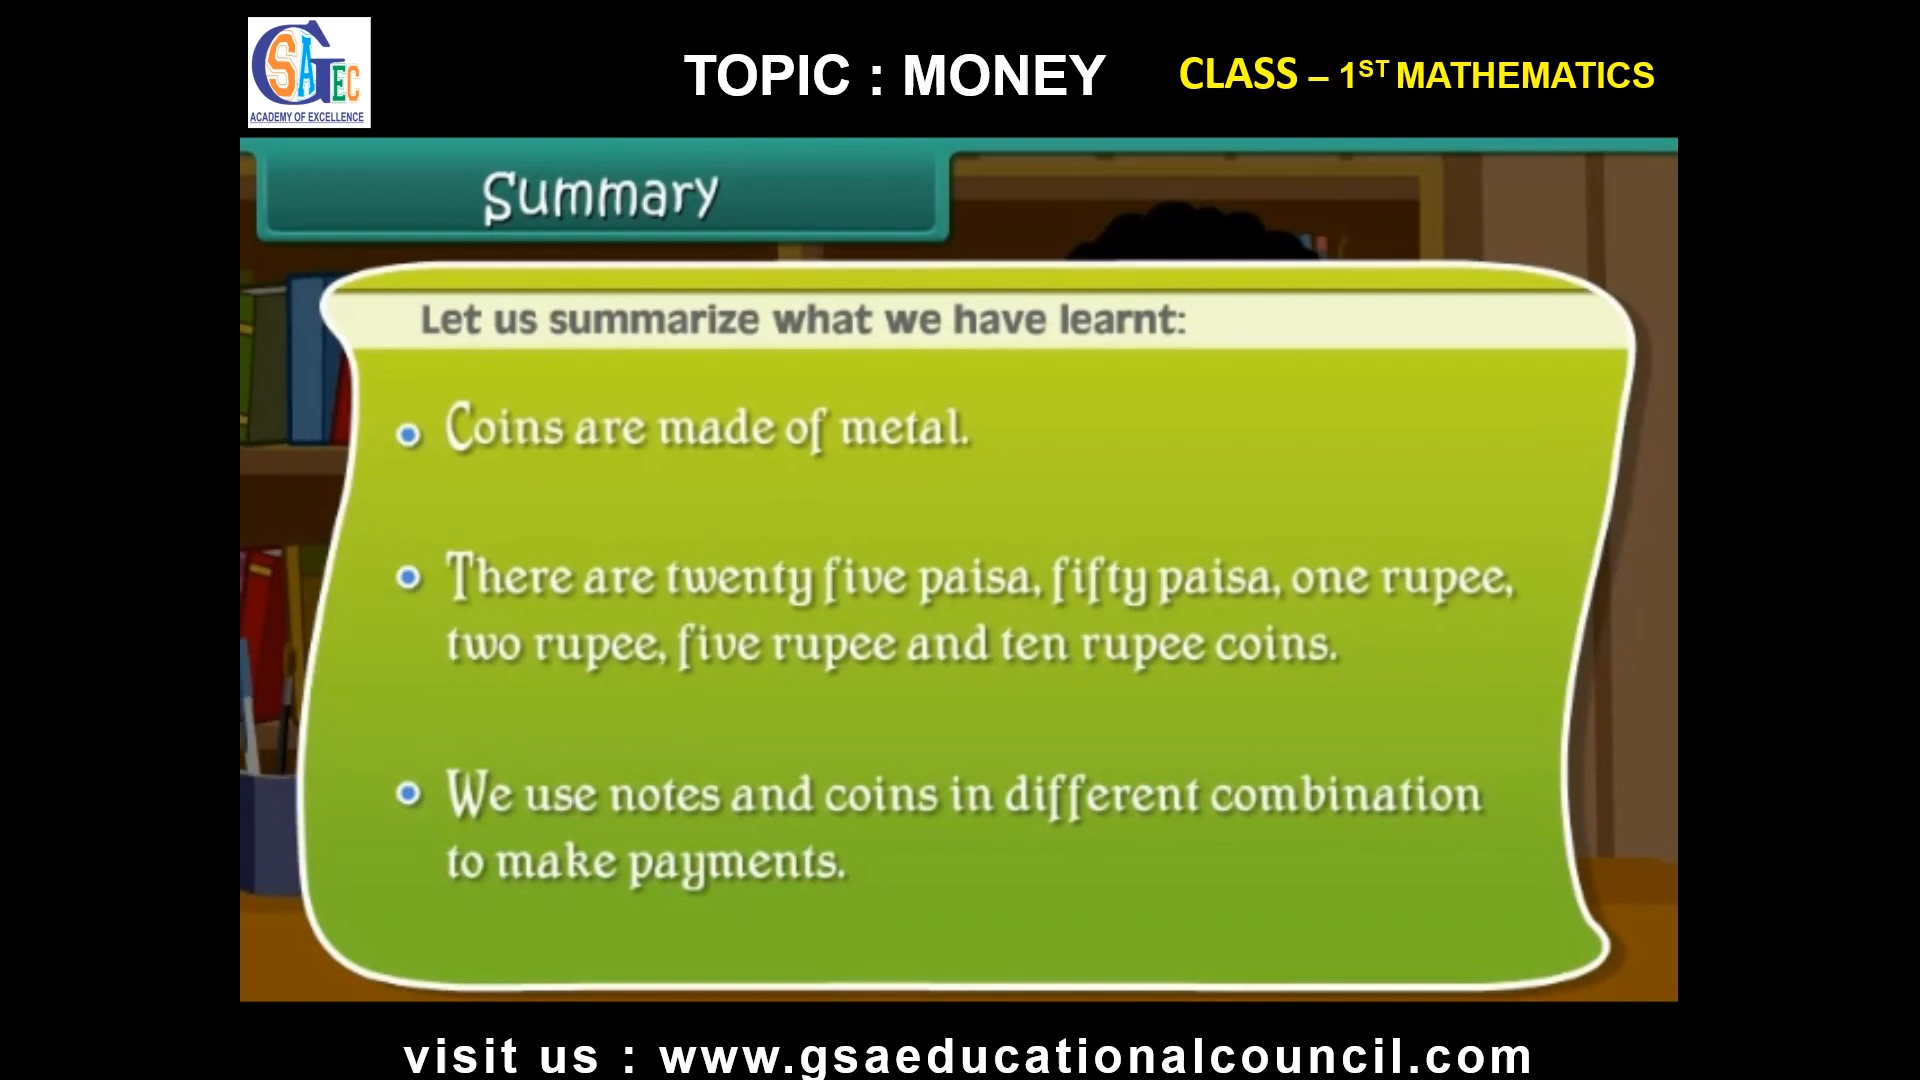 GSATEC
ACADEMY OF EXCELLENCE
TOPIC : MONEY
CLASS – 1ST MATHEMATICS
Summary
Let us summarize what we have learnt:
Coins are made of metal.
There are twenty five paisa, fifty paisa, one rupee,
two rupee, five rupee and ten rupee coins.
We use notes and coins in different combination
to make payments.
visit us : www.gsaeducationalcouncil.com